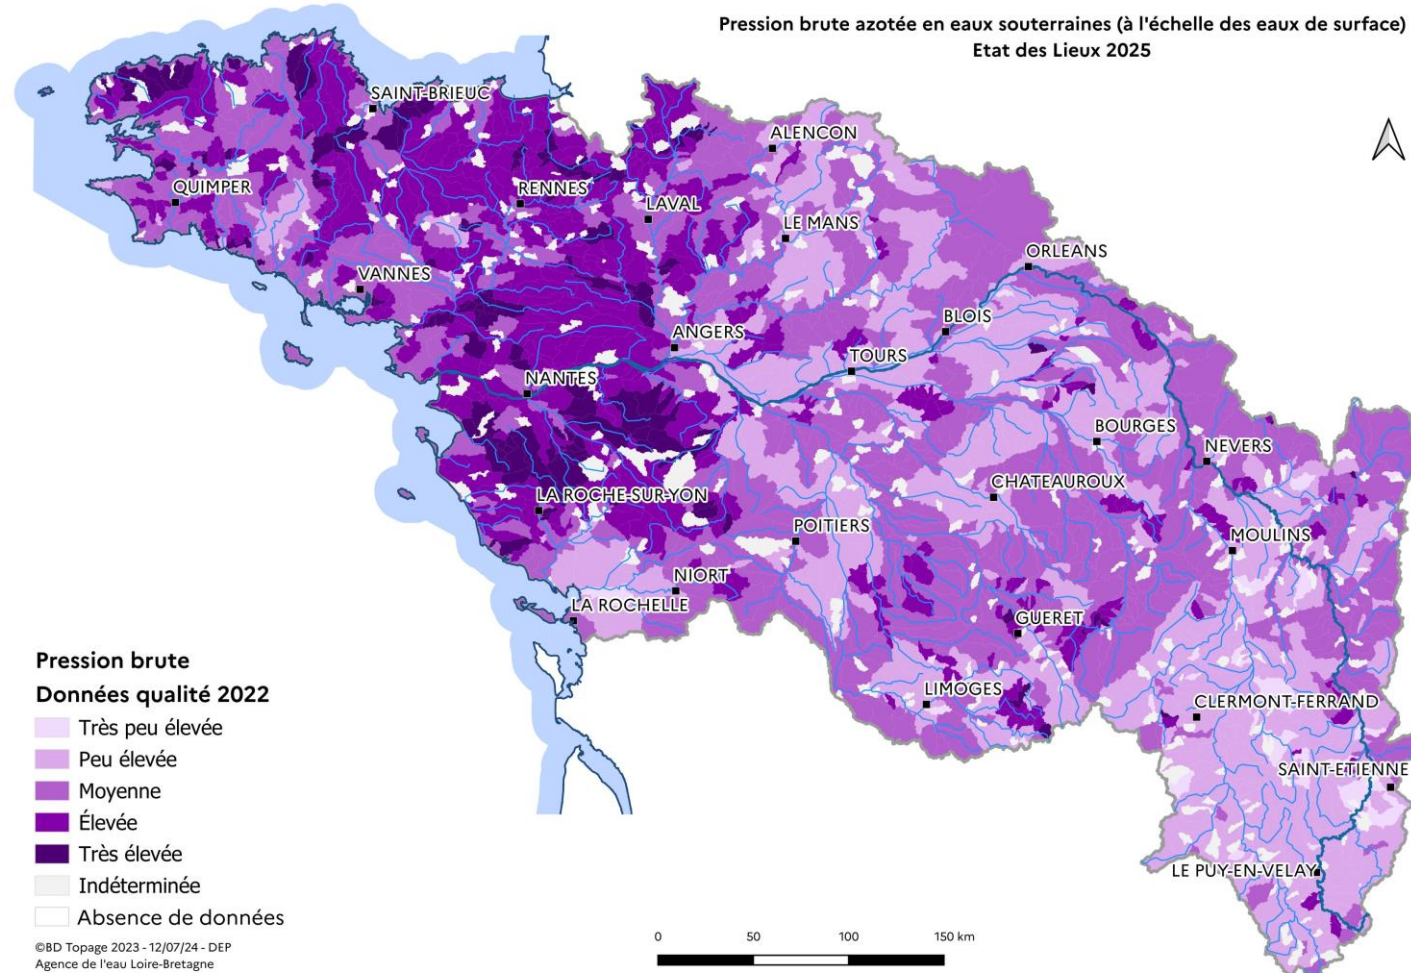 Pression brute azotée en eaux souterraines (à l'échelle des eaux de surface)
Etat des Lieux 2025
SAINT-BRIEUC
ALENCON
QUIMPER
RENNES
LAVAL
LE MANS
ORLEANS
VANNES
BLOIS
ANGERS
TOURS
NANTES
BOURGES
NEVERS
CHATEAUROUX
LA ROCHE-SUR-YON
POITIERS
MOULINS
NIORT
LA ROCHELLE
GUERET
LIMOGES
CLERMONT-FERRAND
SAINT-ETIENNE
LE PUY-EN-VELAY
Pression brute
Données qualité 2022
Très peu élevée
Peu élevée
Moyenne
Élevée
Très élevée
Indéterminée
Absence de données
©BD Topage 2023 - 12/07/24 - DEP
Agence de l'eau Loire-Bretagne
0 50 100 150 km